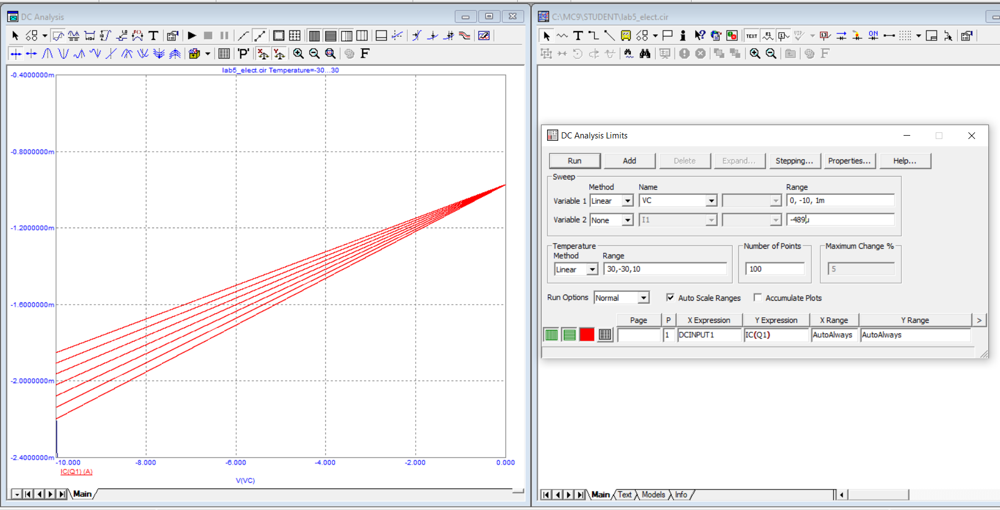 DC Analysis
'P'
F
lab5_elect.cir Temperature=-30...30
-0.4000000m
-0.8000000m
-1.2000000m
-1.6000000m
-2.0000000m
-2.4000000m
-10.000 -8.000 -6.000 -4.000 -2.000 0.000
IC(Q1) (A)
V(VC)
Main
C:\MC9\STUDENT\lab5_elect.cir
TEXT R1 13 ON
F
DC Analysis Limits
Run Add Delete Expand... Stepping... Properties... Help...
Sweep
Method Name Range
Variable 1 Linear VC 0, -10, 1m
Variable 2 None I1 -489u
Temperature Number of Points Maximum Change %
Method Range
Linear 30,-30,10 100 5
Run Options Normal Auto Scale Ranges Accumulate Plots
Page P X Expression Y Expression X Range Y Range >
1 DCINPUT1 IC(Q1) AutoAlways AutoAlways
Main Text Models Info